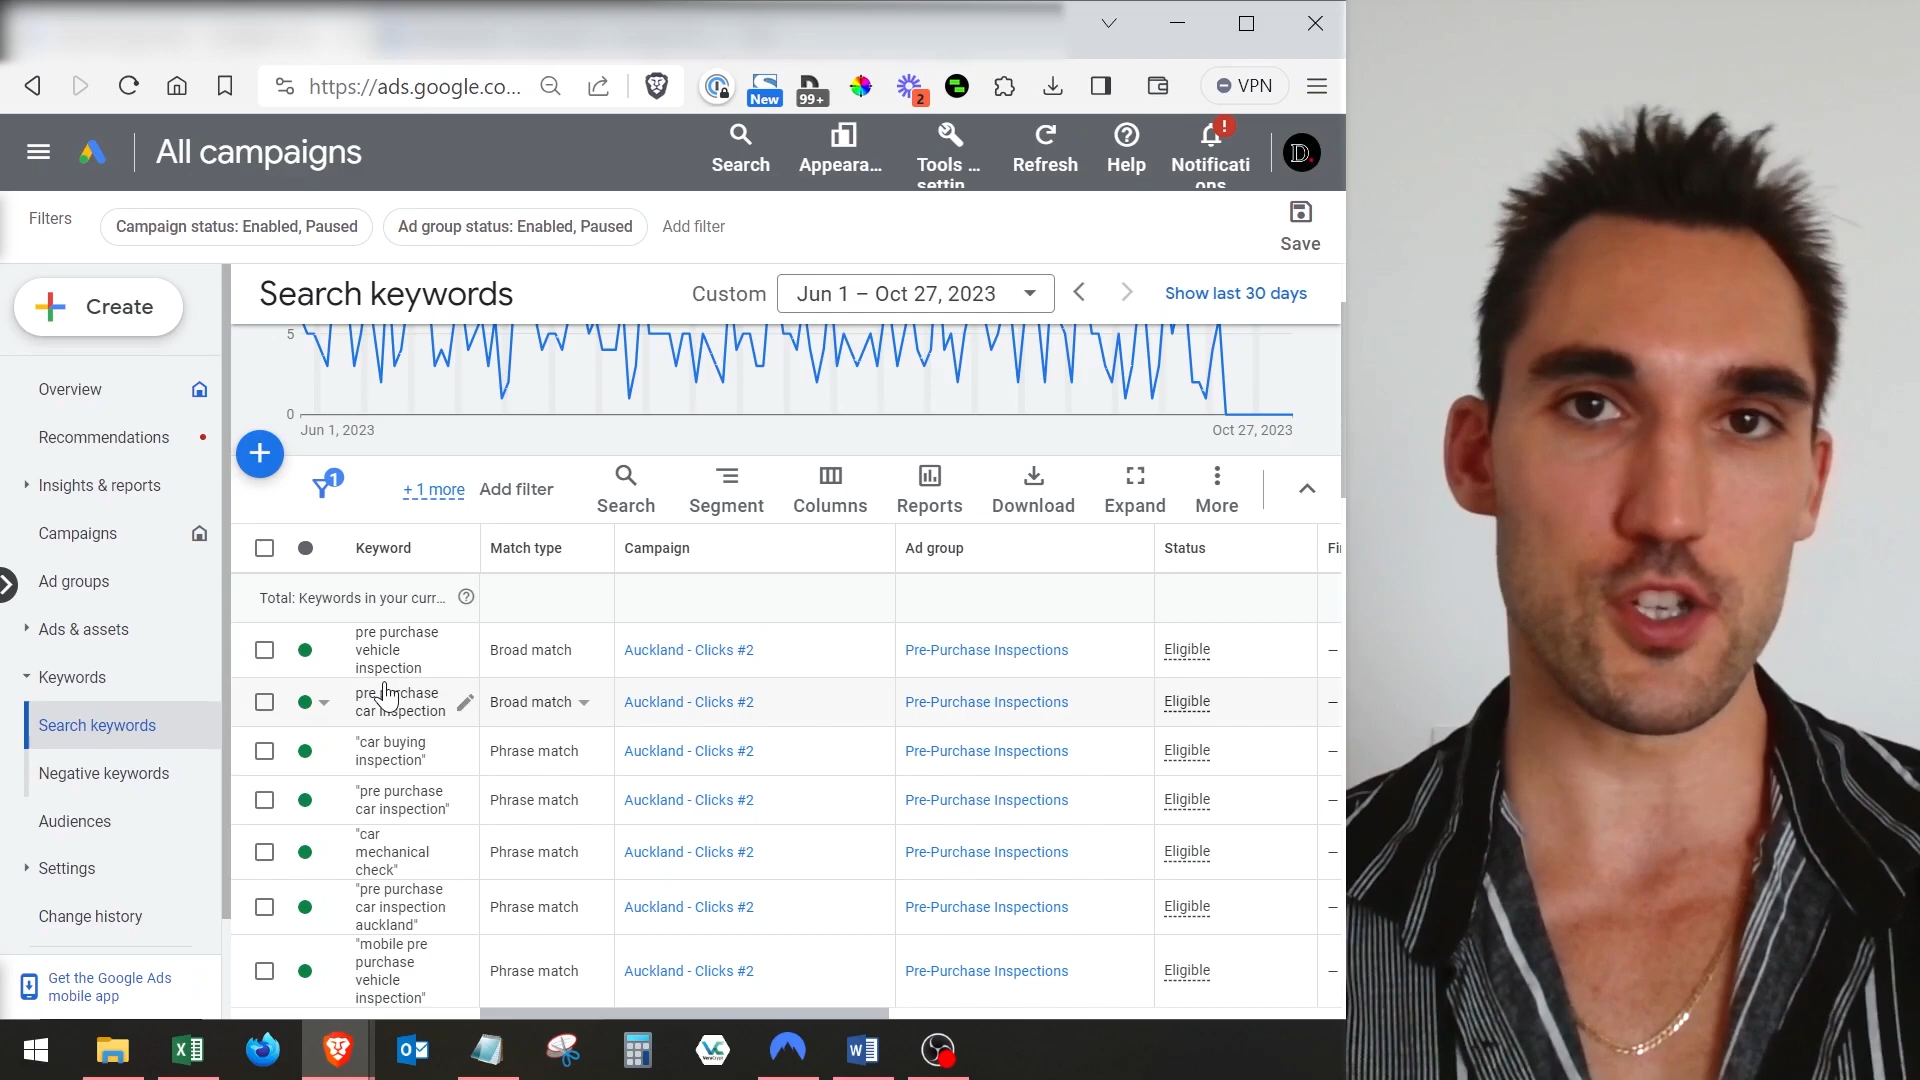 https://ads.google.co...
New
99+
2
VPN
All campaigns
Search
Appeara...
Tools ...
settin
Refresh
Help
!
Notificati
ons
D.
Filters
Campaign status: Enabled, Paused
Ad group status: Enabled, Paused
Add filter
Save
Create
Search keywords
Custom
Jun 1 – Oct 27, 2023
Show last 30 days
Overview
Recommendations
Insights & reports
Campaigns
Ad groups
Ads & assets
Keywords
Search keywords
Negative keywords
Audiences
Settings
Change history
Get the Google Ads
mobile app
5
0
Jun 1, 2023
Oct 27, 2023
1
+ 1 more
Add filter
Search
Segment
Columns
Reports
Download
Expand
More
Keyword
Match type
Campaign
Ad group
Status
Total: Keywords in your curr...
pre purchase
vehicle
inspection
Broad match
Auckland - Clicks #2
Pre-Purchase Inspections
Eligible
–
pre purchase
car inspection
Broad match
Auckland - Clicks #2
Pre-Purchase Inspections
Eligible
–
"car buying
inspection"
Phrase match
Auckland - Clicks #2
Pre-Purchase Inspections
Eligible
–
"pre purchase
car inspection"
Phrase match
Auckland - Clicks #2
Pre-Purchase Inspections
Eligible
–
"car
mechanical
check"
Phrase match
Auckland - Clicks #2
Pre-Purchase Inspections
Eligible
–
"pre purchase
car inspection
auckland"
Phrase match
Auckland - Clicks #2
Pre-Purchase Inspections
Eligible
–
"mobile pre
purchase
vehicle
inspection"
Phrase match
Auckland - Clicks #2
Pre-Purchase Inspections
Eligible
–